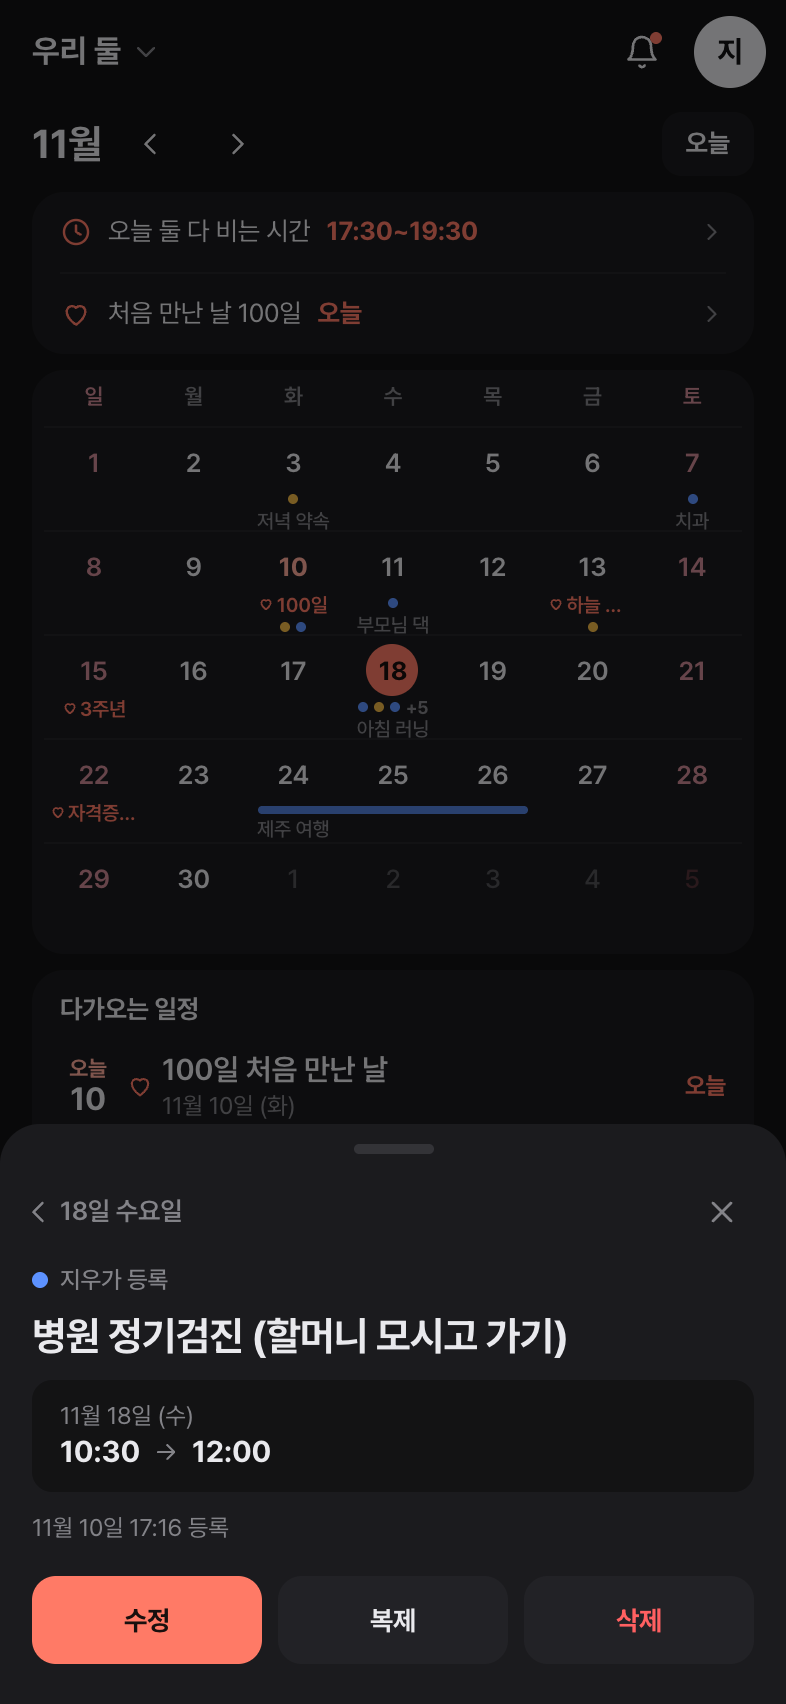 우리 둘
지
11월
오늘
오늘 둘 다 비는 시간 17:30~19:30
처음 만난 날 100일 오늘
일 월 화 수 목 금 토
1 2 3 4 5 6 7
저녁 약속 치과
8 9 10 11 12 13 14
100일 하늘 ...
부모님 댁
15 16 17 18 19 20 21
3주년 +5
아침 러닝
22 23 24 25 26 27 28
자격증...
제주 여행
29 30 1 2 3 4 5
다가오는 일정
오늘
10
100일 처음 만난 날
11월 10일 (화)
오늘
18일 수요일
지우가 등록
병원 정기검진 (할머니 모시고 가기)
11월 18일 (수)
10:30 → 12:00
11월 10일 17:16 등록
수정 복제 삭제